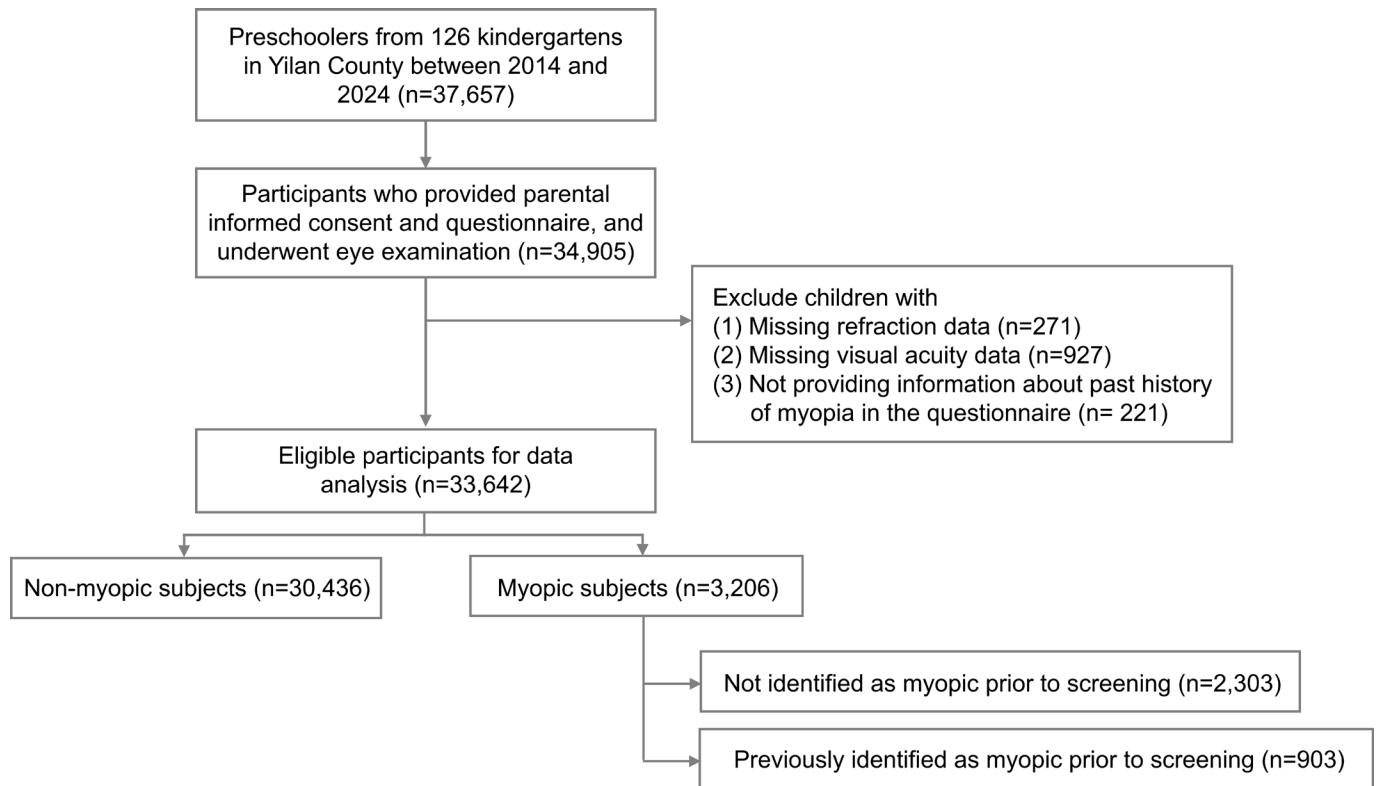 Preschoolers from 126 kindergartens
in Yilan County between 2014 and
2024 (n=37,657)
Participants who provided parental
informed consent and questionnaire, and
underwent eye examination (n=34,905)
Exclude children with
(1) Missing refraction data (n=271)
(2) Missing visual acuity data (n=927)
(3) Not providing information about past history
of myopia in the questionnaire (n= 221)
Eligible participants for data
analysis (n=33,642)
Non-myopic subjects (n=30,436)
Myopic subjects (n=3,206)
Not identified as myopic prior to screening (n=2,303)
Previously identified as myopic prior to screening (n=903)